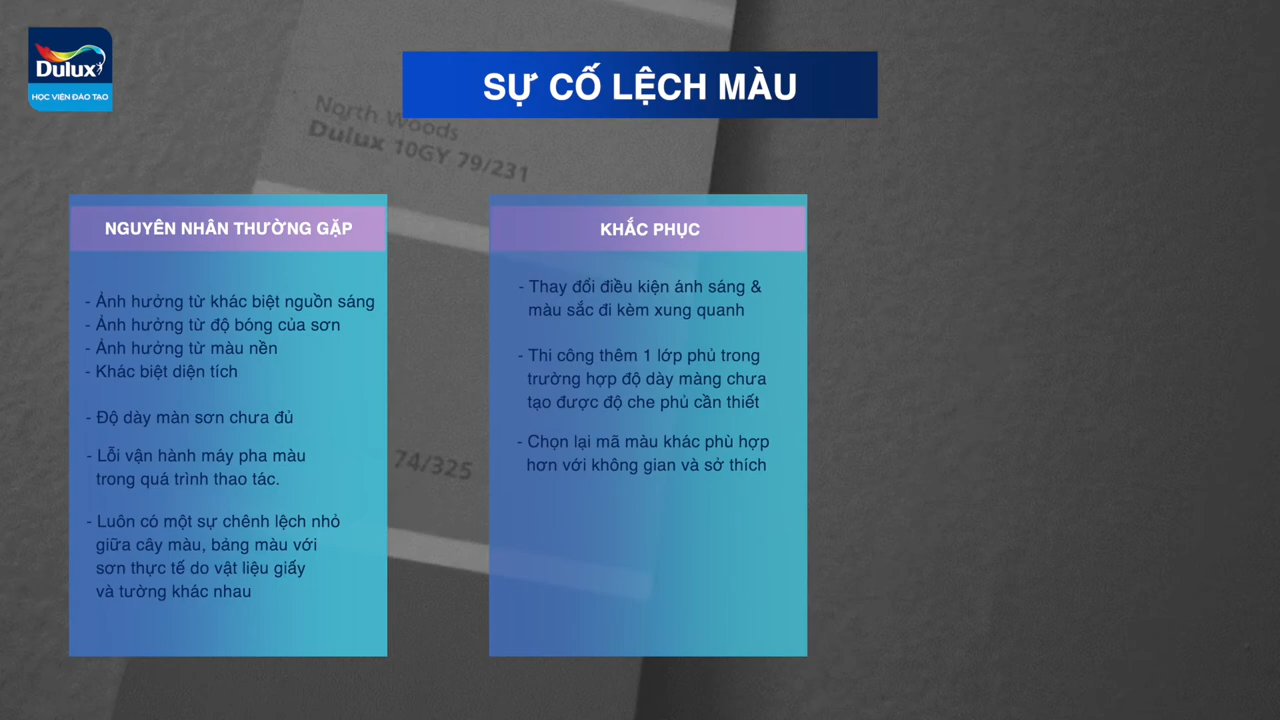 Dulux
HỌC VIỆN ĐÀO TẠO
SỰ CỐ LỆCH MÀU
North Woods
Dulux 10GY 79/231
NGUYÊN NHÂN THƯỜNG GẶP
- Ảnh hưởng từ khác biệt nguồn sáng
- Ảnh hưởng từ độ bóng của sơn
- Ảnh hưởng từ màu nền
- Khác biệt diện tích
- Độ dày màn sơn chưa đủ
- Lỗi vận hành máy pha màu
trong quá trình thao tác.
- Luôn có một sự chênh lệch nhỏ
giữa cây màu, bảng màu với
sơn thực tế do vật liệu giấy
và tường khác nhau
74/325
KHẮC PHỤC
- Thay đổi điều kiện ánh sáng &
màu sắc đi kèm xung quanh
- Thi công thêm 1 lớp phủ trong
trường hợp độ dày màng chưa
tạo được độ che phủ cần thiết
- Chọn lại mã màu khác phù hợp
hơn với không gian và sở thích